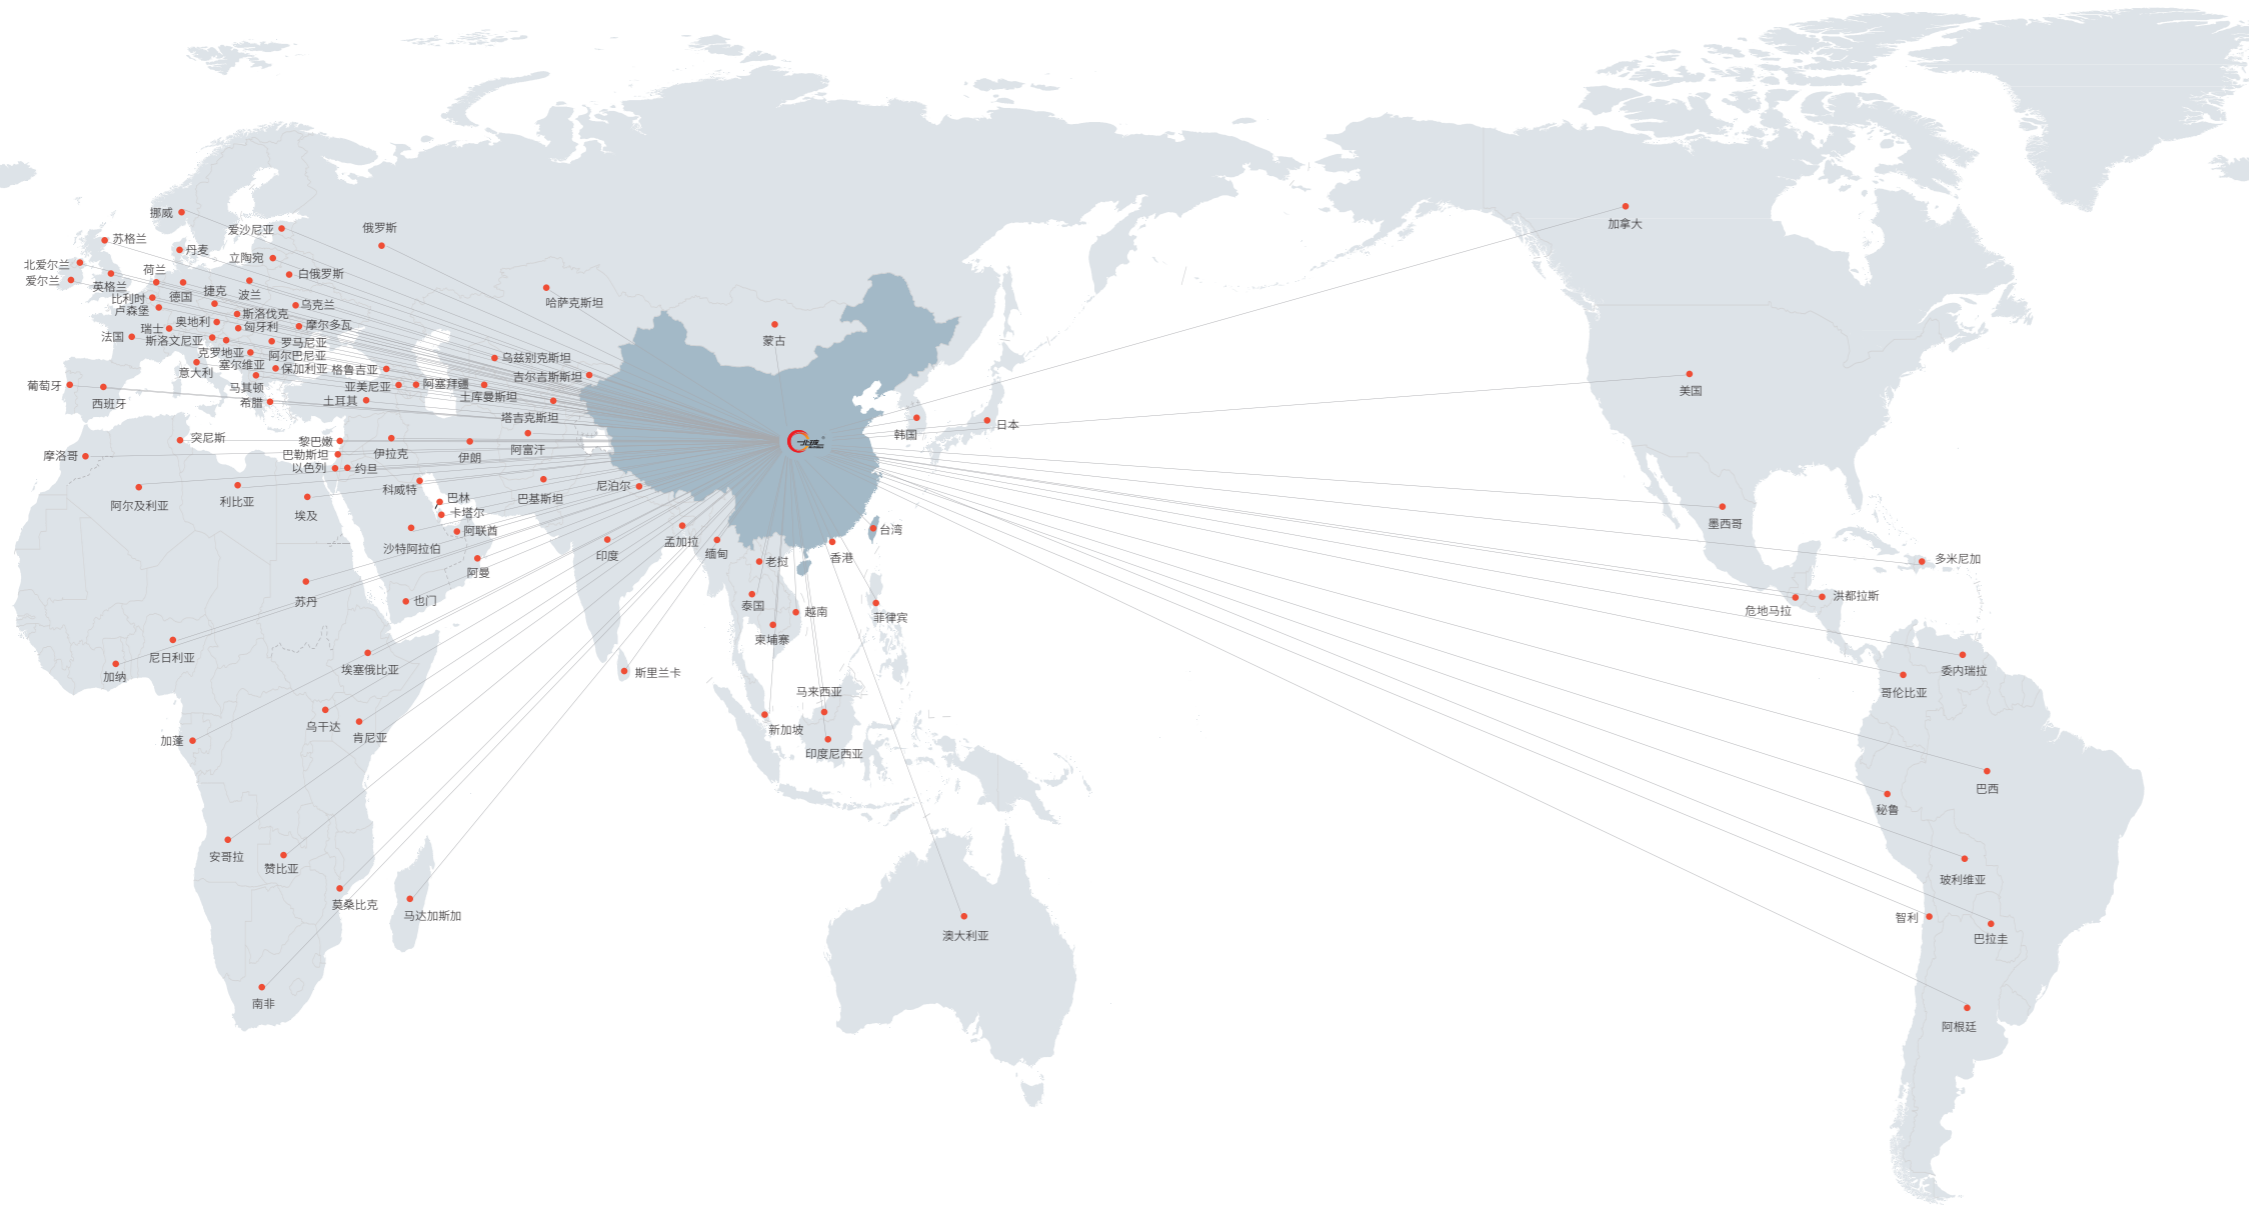 挪威
爱沙尼亚
俄罗斯
加拿大
苏格兰
丹麦
立陶宛
北爱尔兰
荷兰
白俄罗斯
爱尔兰
英格兰
德国
捷克
波兰
比利时
卢森堡
乌克兰
哈萨克斯坦
斯洛伐克
奥地利
瑞士
匈牙利
摩尔多瓦
法国
斯洛文尼亚
罗马尼亚
蒙古
克罗地亚
阿尔巴尼亚
乌兹别克斯坦
塞尔维亚
保加利亚
格鲁吉亚
意大利
吉尔吉斯斯坦
葡萄牙
马其顿
亚美尼亚
阿塞拜疆
美国
西班牙
希腊
土耳其
土库曼斯坦
塔吉克斯坦
日本
突尼斯
黎巴嫩
韩国
摩洛哥
巴勒斯坦
伊拉克
伊朗
阿富汗
以色列
约旦
科威特
尼泊尔
阿尔及利亚
利比亚
埃及
巴林
巴基斯坦
卡塔尔
墨西哥
沙特阿拉伯
阿联酋
台湾
印度
孟加拉
缅甸
老挝
香港
多米尼加
阿曼
苏丹
也门
泰国
越南
菲律宾
危地马拉
洪都拉斯
柬埔寨
尼日利亚
加纳
埃塞俄比亚
斯里兰卡
委内瑞拉
马来西亚
哥伦比亚
乌干达
肯尼亚
加蓬
新加坡
印度尼西亚
巴西
秘鲁
安哥拉
赞比亚
玻利维亚
莫桑比克
马达加斯加
智利
澳大利亚
巴拉圭
南非
阿根廷